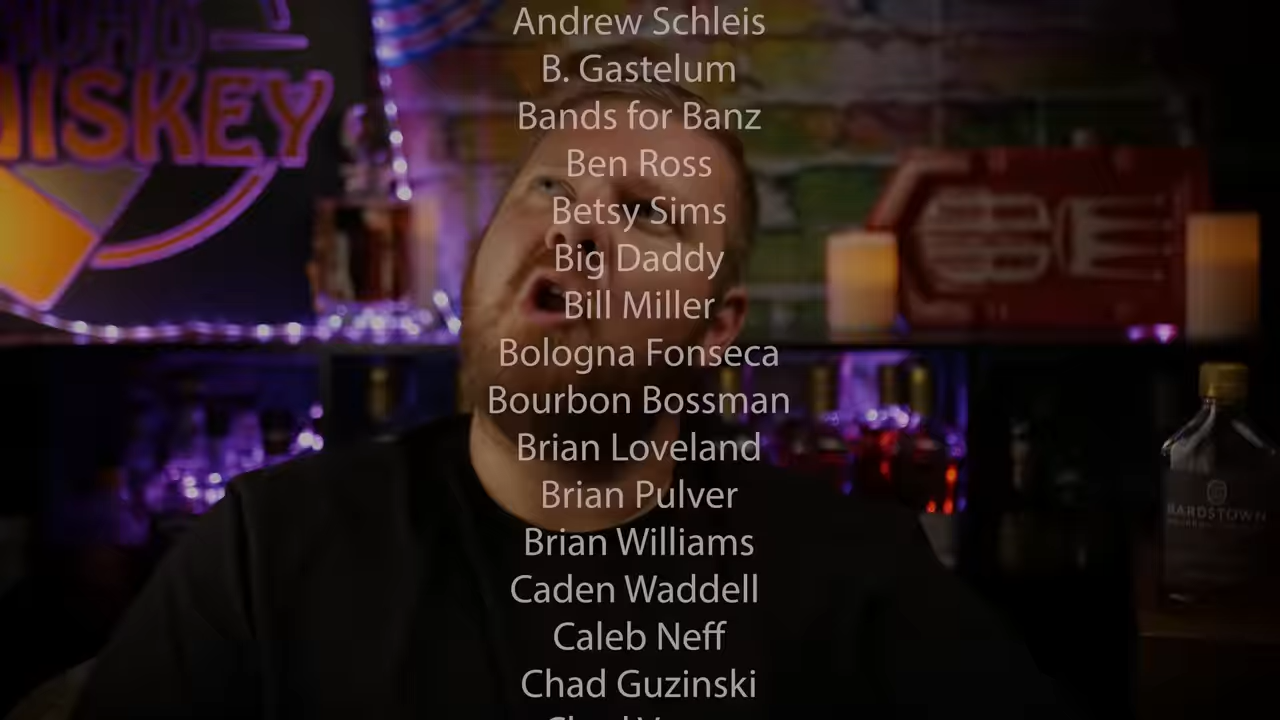 WHISKEY
Andrew Schleis
B. Gastelum
Bands for Banz
Ben Ross
Betsy Sims
Big Daddy
Bill Miller
Bologna Fonseca
Bourbon Bossman
Brian Loveland
Brian Pulver
Brian Williams
Caden Waddell
Caleb Neff
Chad Guzinski
BARDSTOWN